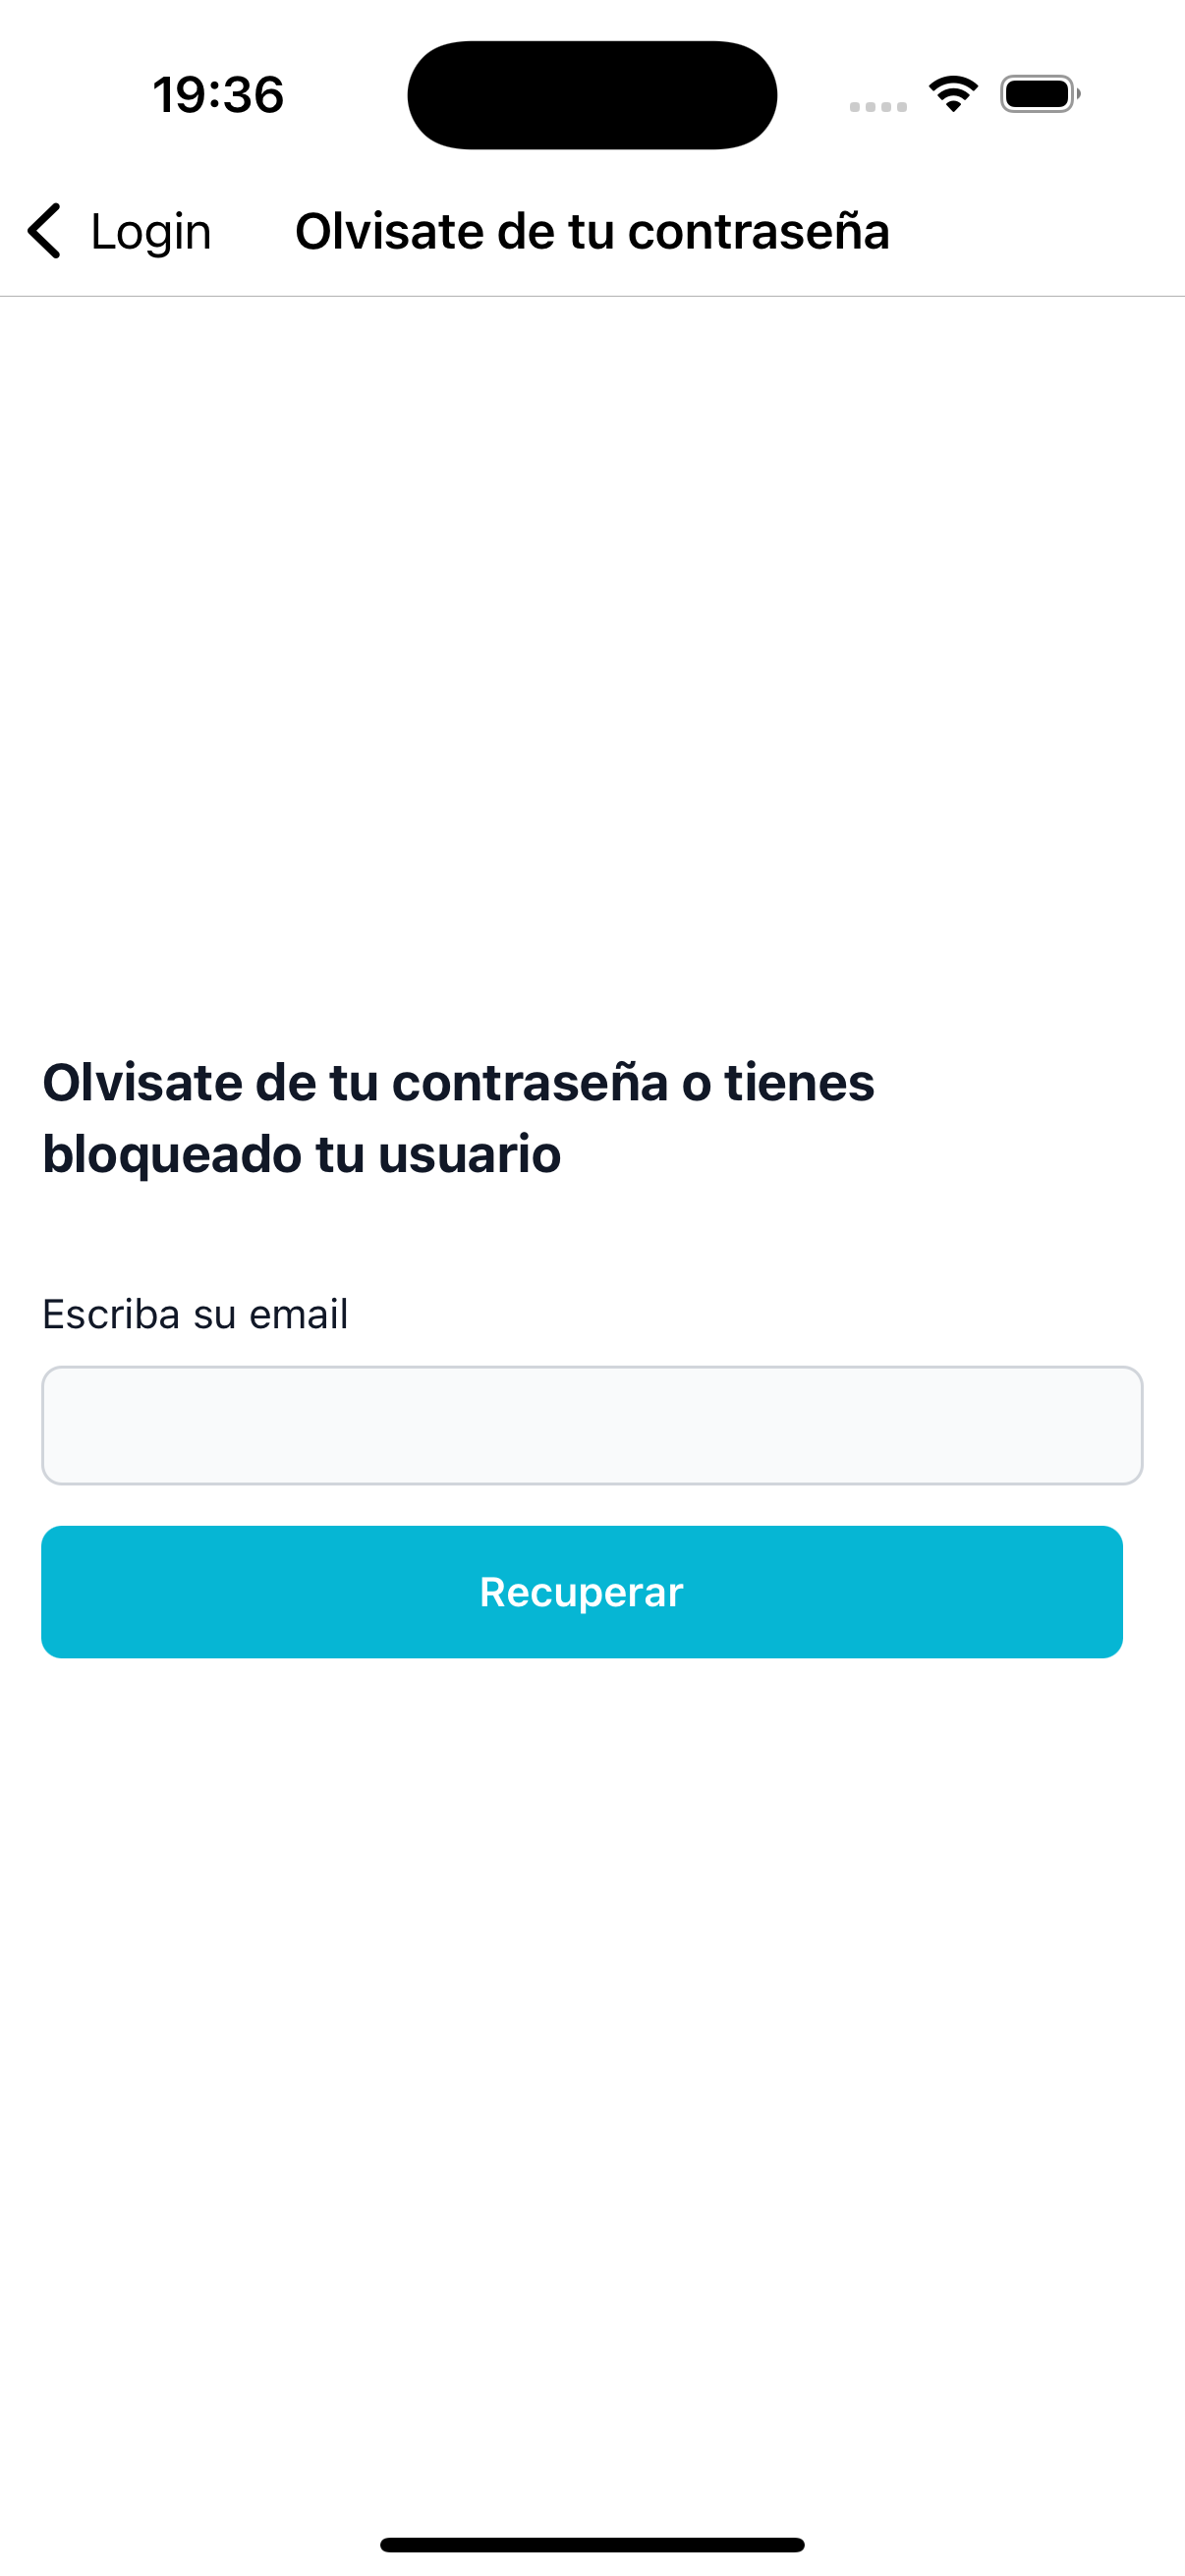 19:36
Login
Olvisate de tu contraseña
Olvisate de tu contraseña o tienes
bloqueado tu usuario
Escriba su email
Recuperar